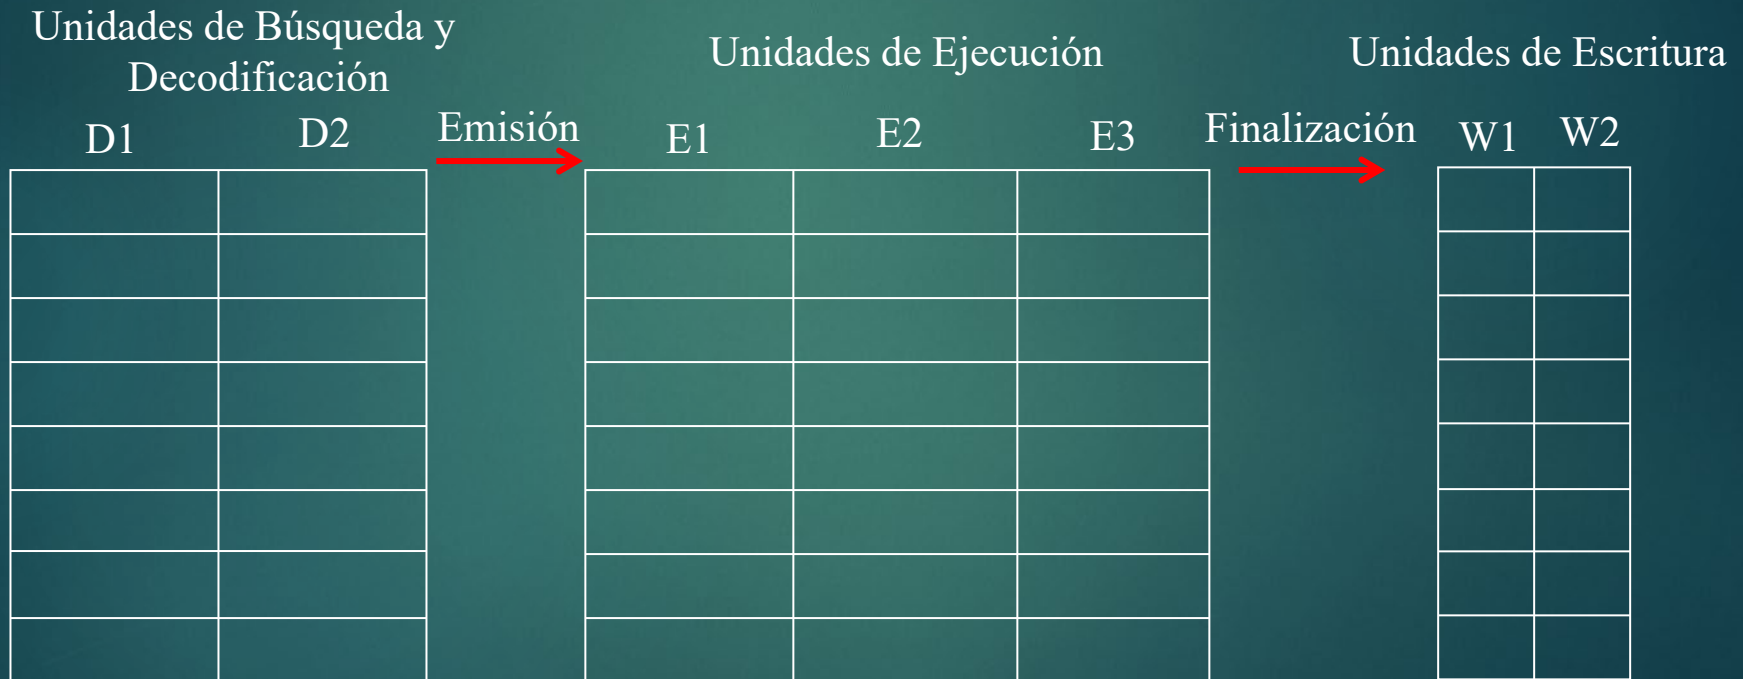 Unidades de Búsqueda y
Decodificación
Unidades de Ejecución
Unidades de Escritura
D1
D2
Emisión
E1
E2
E3
Finalización
W1
W2